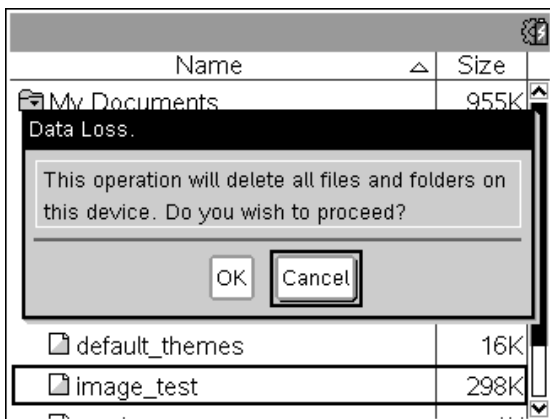 Name Size
My Documents 955K
Data Loss.
This operation will delete all files and folders on
this device. Do you wish to proceed?
OK Cancel
default_themes 16K
image_test 298K